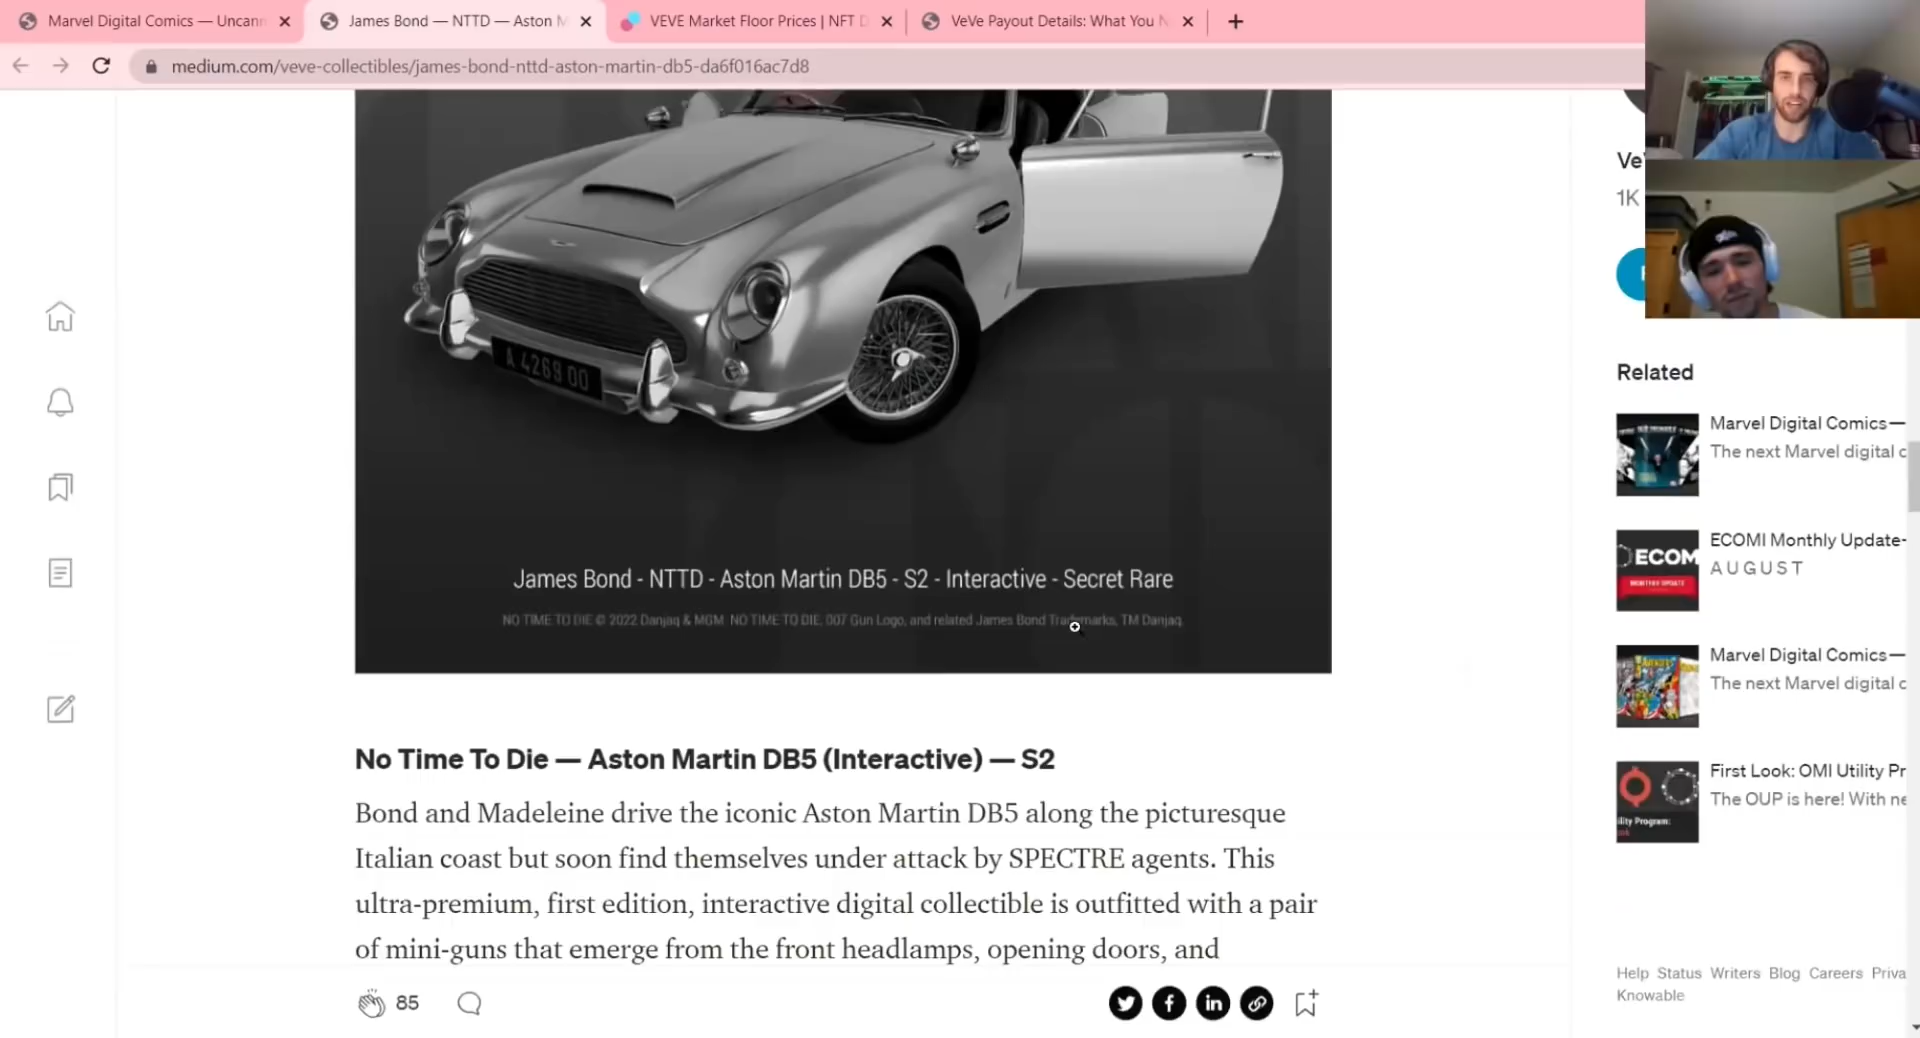 Marvel Digital Comics — Uncann
James Bond — NTTD — Aston M
VEVE Market Floor Prices | NFT D
VeVe Payout Details: What You N
medium.com/veve-collectibles/james-bond-nttd-aston-martin-db5-da6f016ac7d8
A 4269 00
James Bond - NTTD - Aston Martin DB5 - S2 - Interactive - Secret Rare
NO TIME TO DIE © 2022 Danjaq & MGM. NO TIME TO DIE, 007 Gun Logo, and related James Bond Trademarks, TM Danjaq.
No Time To Die — Aston Martin DB5 (Interactive) — S2
Bond and Madeleine drive the iconic Aston Martin DB5 along the picturesque
Italian coast but soon find themselves under attack by SPECTRE agents. This
ultra-premium, first edition, interactive digital collectible is outfitted with a pair
of mini-guns that emerge from the front headlamps, opening doors, and
85
Ve
1K
F
Related
Marvel Digital Comics—
The next Marvel digital c
ECOM
MONTHLY UPDATE
ECOMI Monthly Update-
AUGUST
Marvel Digital Comics—
The next Marvel digital c
ility Program:
First Look: OMI Utility Pr
The OUP is here! With ne
Help Status Writers Blog Careers Priva
Knowable